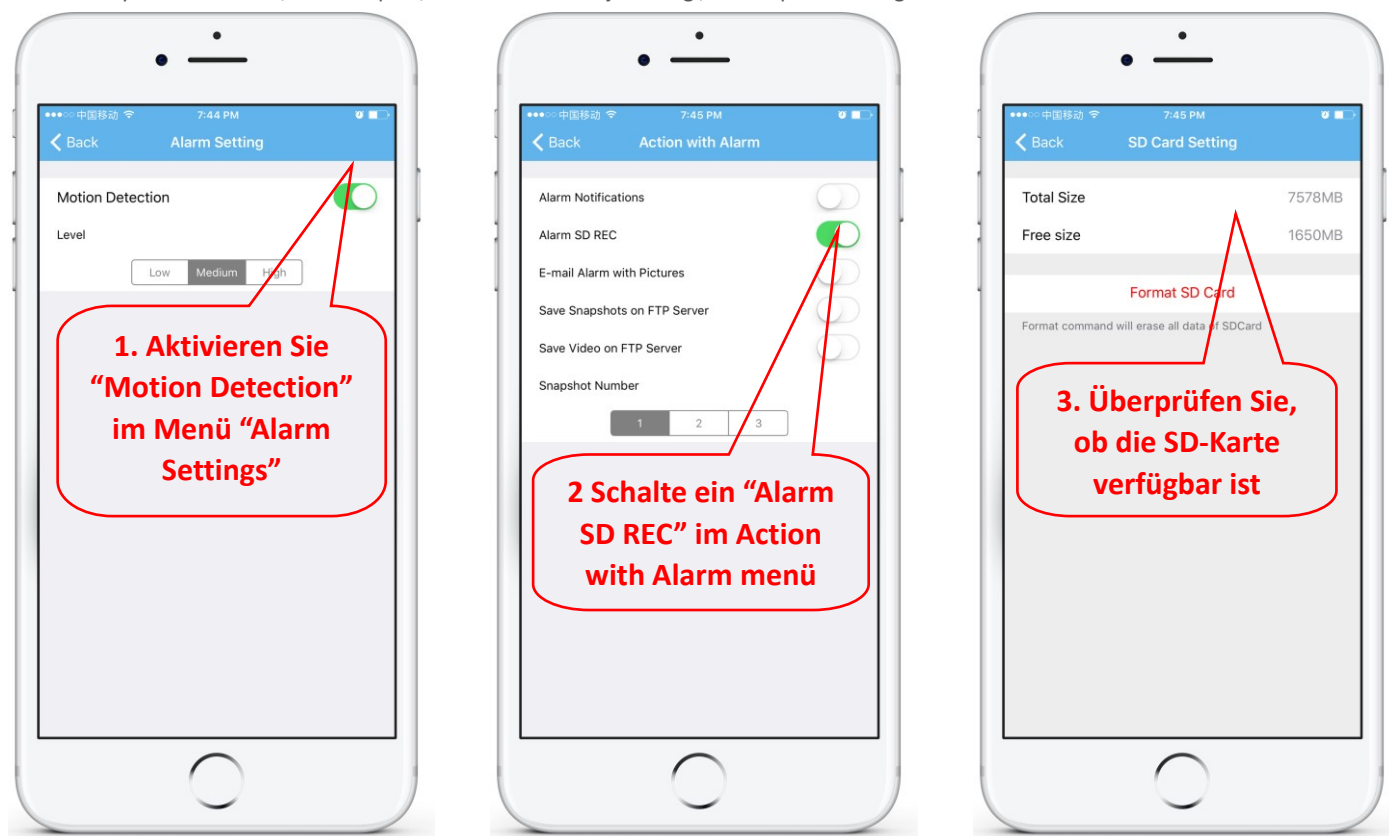 中国移动
7:44 PM
Back
Alarm Setting
Motion Detection
Level
Low Medium High
1. Aktivieren Sie
“Motion Detection”
im Menü “Alarm
Settings”
中国移动
7:45 PM
Back
Action with Alarm
Alarm Notifications
Alarm SD REC
E-mail Alarm with Pictures
Save Snapshots on FTP Server
Save Video on FTP Server
Snapshot Number
1 2 3
2 Schalte ein “Alarm
SD REC” im Action
with Alarm menü
中国移动
7:45 PM
Back
SD Card Setting
Total Size 7578MB
Free size 1650MB
Format SD Card
Format command will erase all data of SDCard
3. Überprüfen Sie,
ob die SD-Karte
verfügbar ist